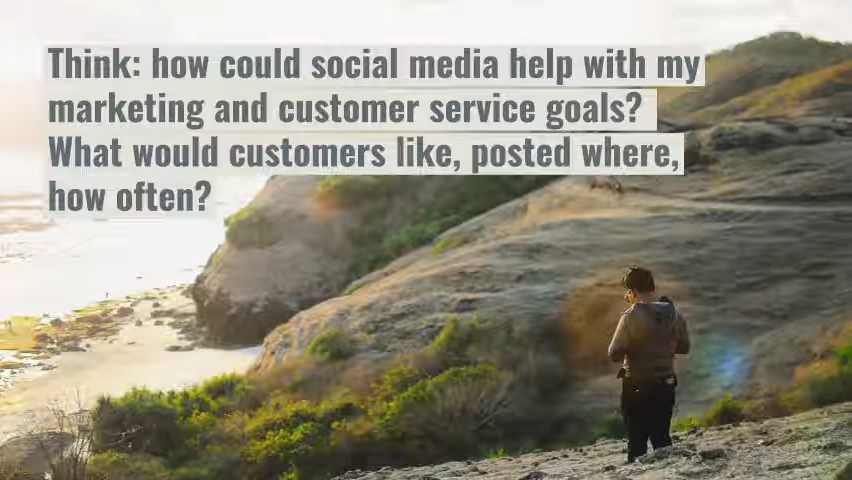 Think: how could social media help with my
marketing and customer service goals?
What would customers like, posted where,
how often?